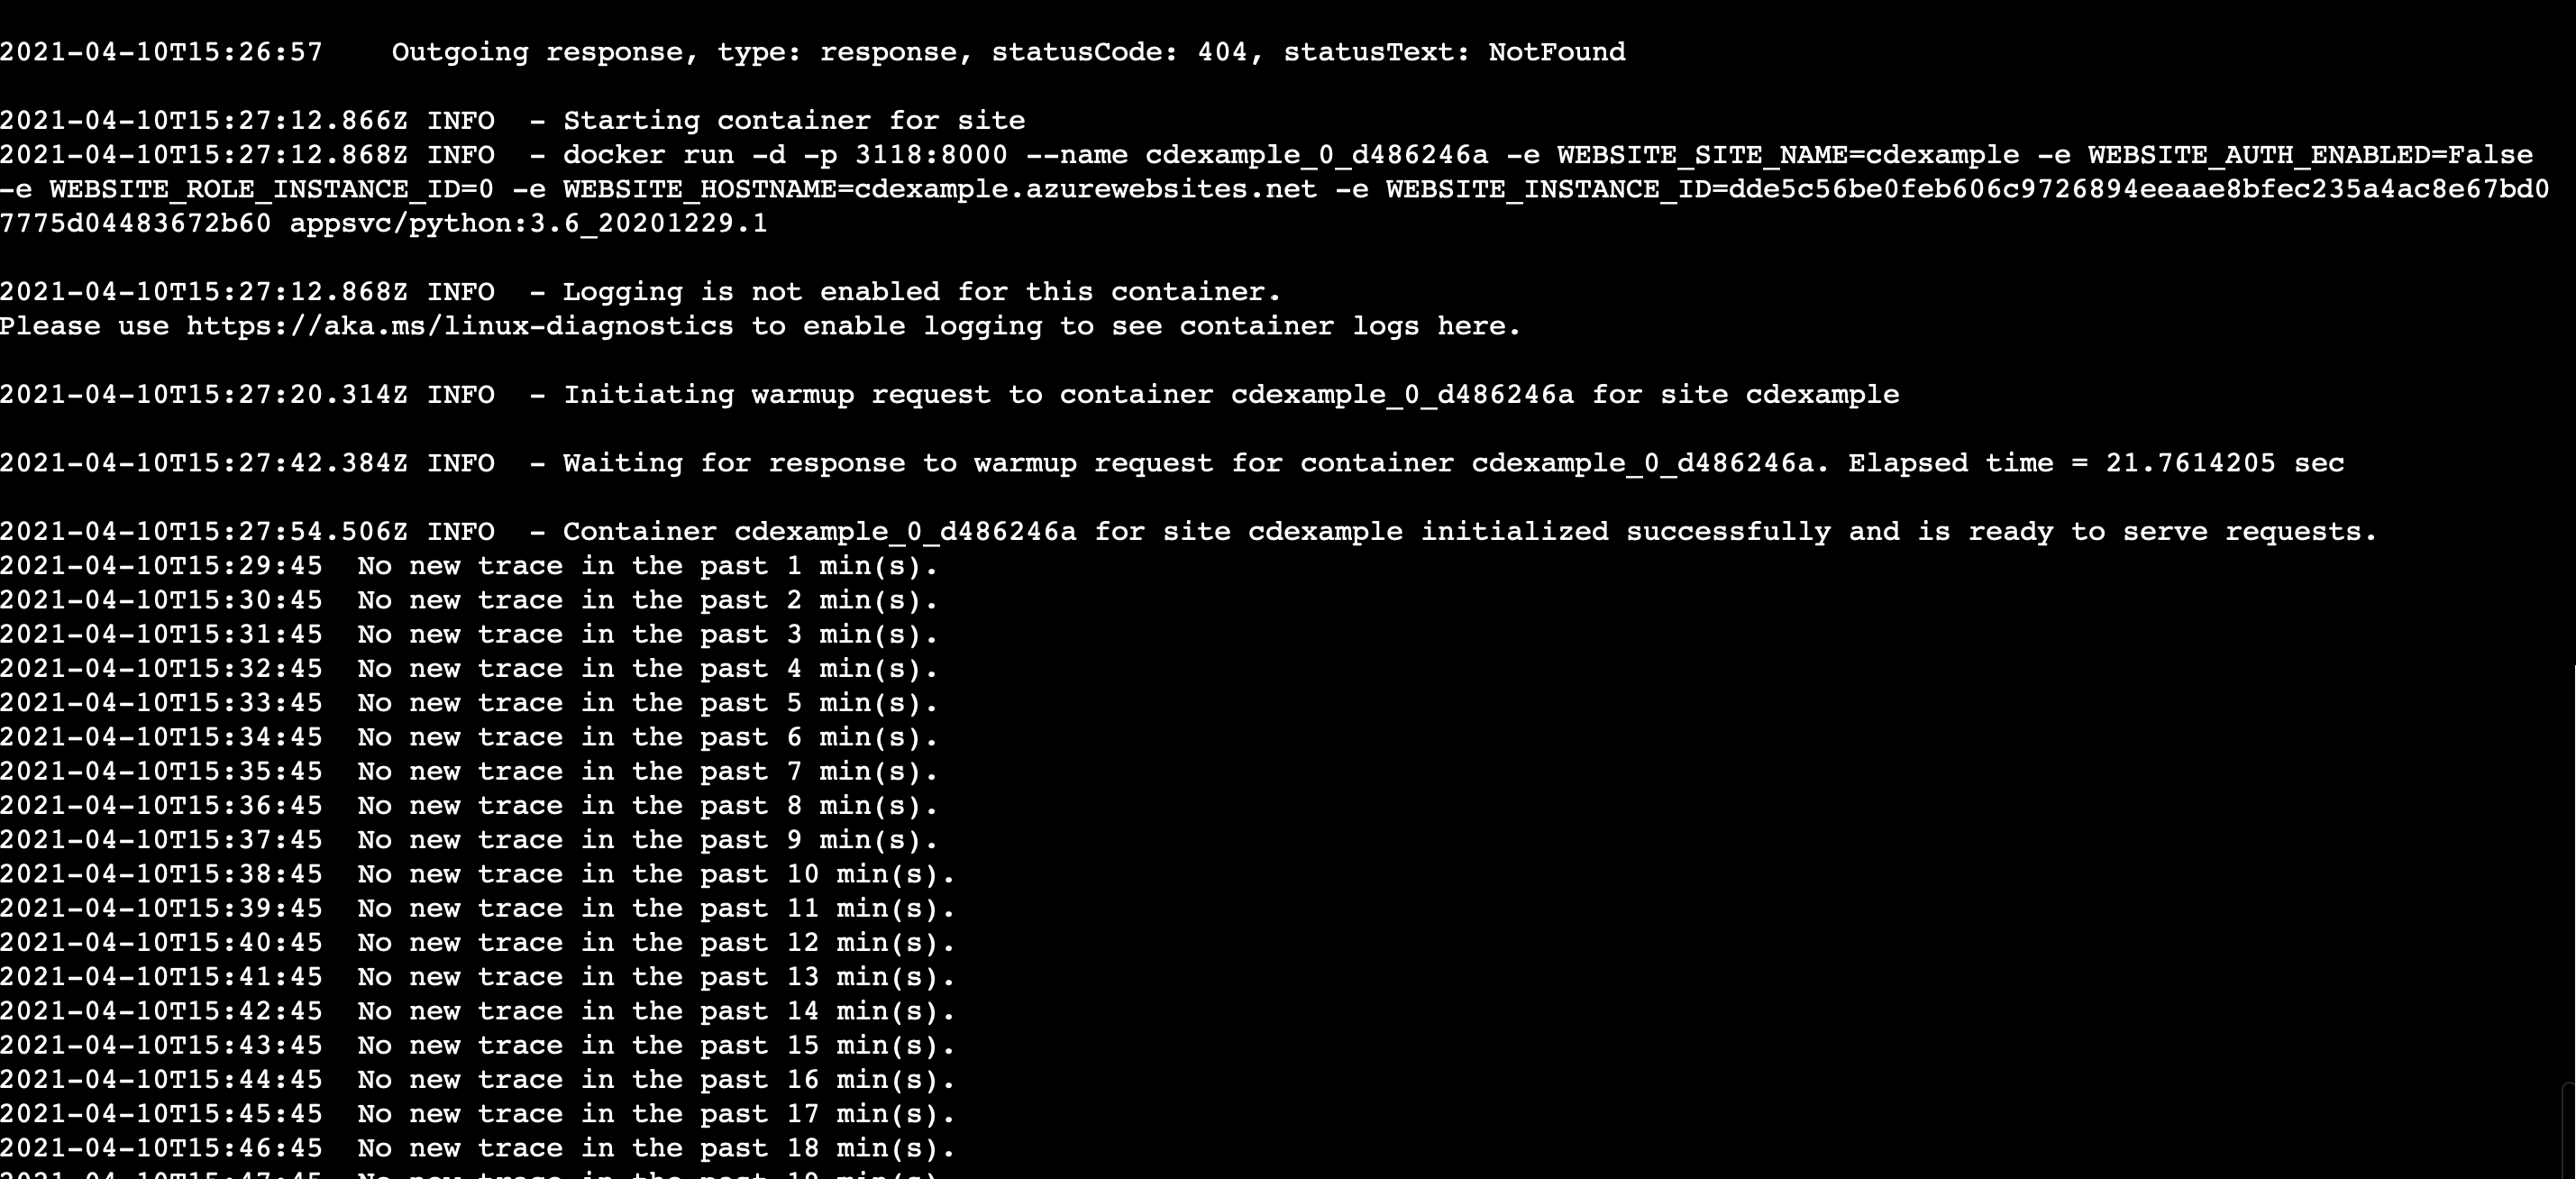 2021-04-10T15:26:57    Outgoing response, type: response, statusCode: 404, statusText: NotFound
2021-04-10T15:27:12.866Z INFO  - Starting container for site
2021-04-10T15:27:12.868Z INFO  - docker run -d -p 3118:8000 --name cdexample_0_d486246a -e WEBSITE_SITE_NAME=cdexample -e WEBSITE_AUTH_ENABLED=False
-e WEBSITE_ROLE_INSTANCE_ID=0 -e WEBSITE_HOSTNAME=cdexample.azurewebsites.net -e WEBSITE_INSTANCE_ID=dde5c56be0feb606c9726894eeaae8bfec235a4ac8e67bd0
7775d04483672b60 appsvc/python:3.6_20201229.1
2021-04-10T15:27:12.868Z INFO  - Logging is not enabled for this container.
Please use https://aka.ms/linux-diagnostics to enable logging to see container logs here.
2021-04-10T15:27:20.314Z INFO  - Initiating warmup request to container cdexample_0_d486246a for site cdexample
2021-04-10T15:27:42.384Z INFO  - Waiting for response to warmup request for container cdexample_0_d486246a. Elapsed time = 21.7614205 sec
2021-04-10T15:27:54.506Z INFO  - Container cdexample_0_d486246a for site cdexample initialized successfully and is ready to serve requests.
2021-04-10T15:29:45  No new trace in the past 1 min(s).
2021-04-10T15:30:45  No new trace in the past 2 min(s).
2021-04-10T15:31:45  No new trace in the past 3 min(s).
2021-04-10T15:32:45  No new trace in the past 4 min(s).
2021-04-10T15:33:45  No new trace in the past 5 min(s).
2021-04-10T15:34:45  No new trace in the past 6 min(s).
2021-04-10T15:35:45  No new trace in the past 7 min(s).
2021-04-10T15:36:45  No new trace in the past 8 min(s).
2021-04-10T15:37:45  No new trace in the past 9 min(s).
2021-04-10T15:38:45  No new trace in the past 10 min(s).
2021-04-10T15:39:45  No new trace in the past 11 min(s).
2021-04-10T15:40:45  No new trace in the past 12 min(s).
2021-04-10T15:41:45  No new trace in the past 13 min(s).
2021-04-10T15:42:45  No new trace in the past 14 min(s).
2021-04-10T15:43:45  No new trace in the past 15 min(s).
2021-04-10T15:44:45  No new trace in the past 16 min(s).
2021-04-10T15:45:45  No new trace in the past 17 min(s).
2021-04-10T15:46:45  No new trace in the past 18 min(s).